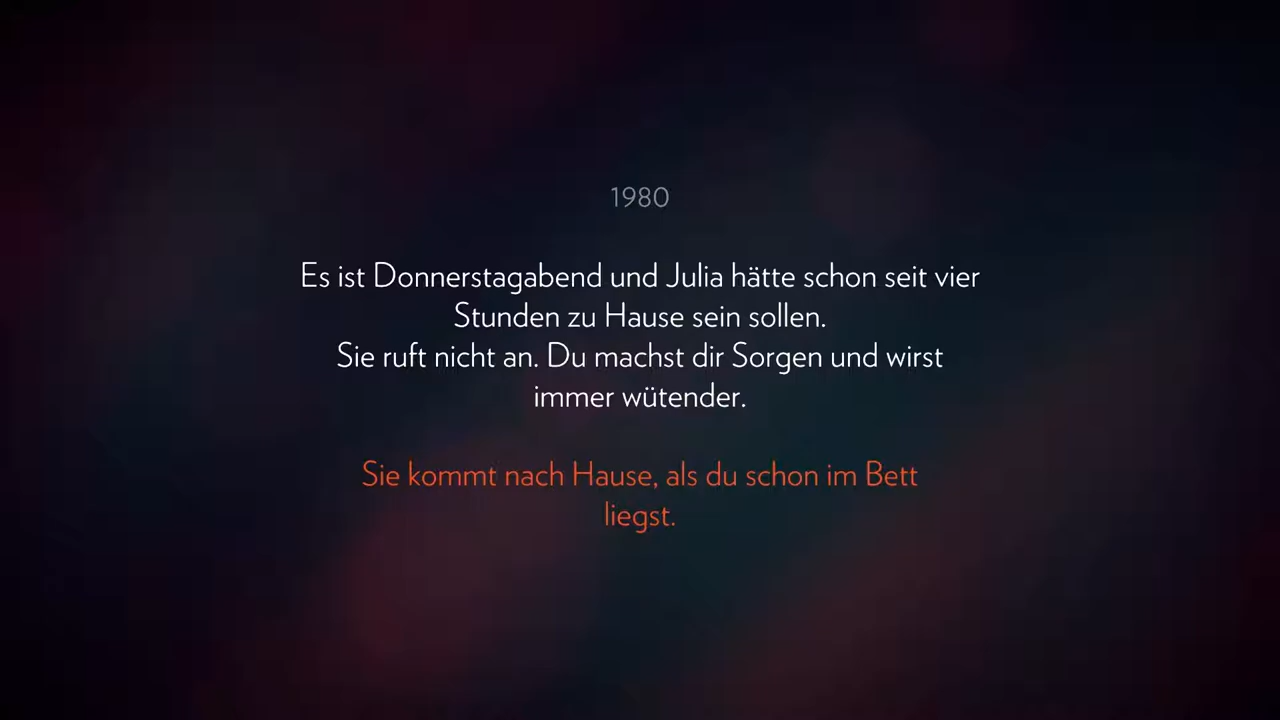 1980
Es ist Donnerstagabend und Julia hätte schon seit vier
Stunden zu Hause sein sollen.
Sie ruft nicht an. Du machst dir Sorgen und wirst
immer wütender.
Sie kommt nach Hause, als du schon im Bett
liegst.